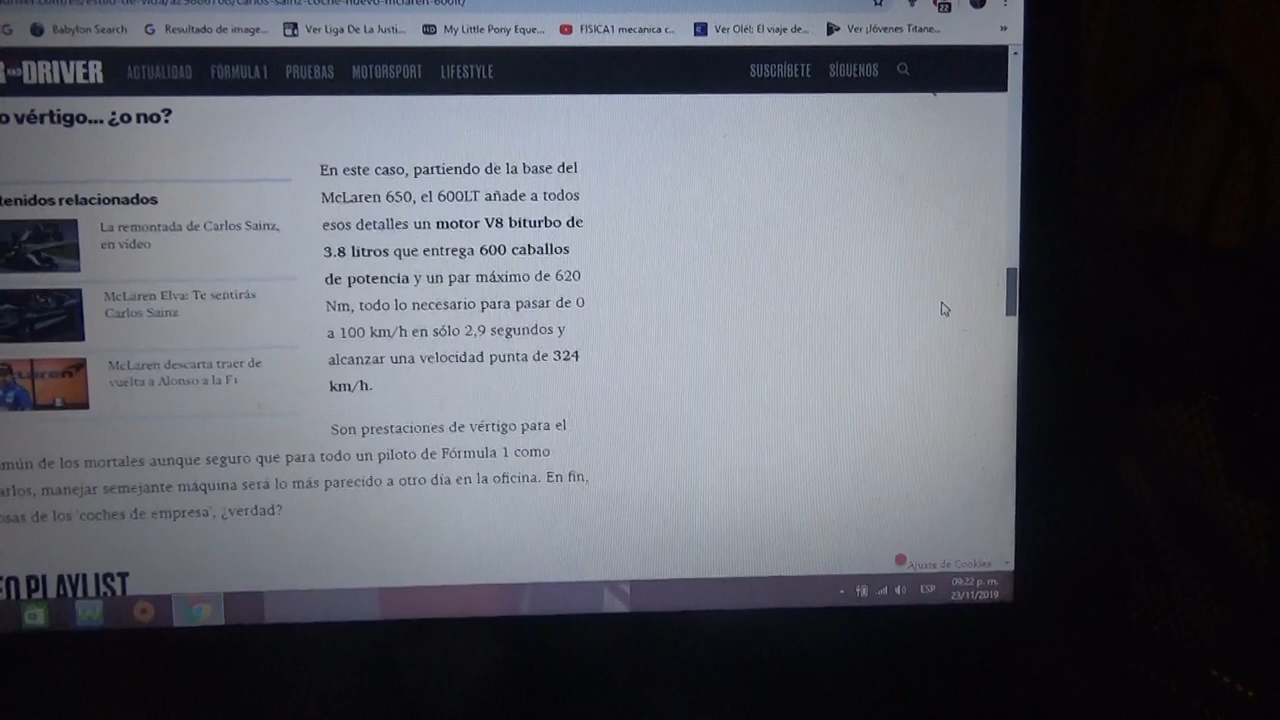 G Babylon Search G Resultado de image... Ver Liga De La Justi... HD My Little Pony Eque... FISICA1 mecanica c... Ver Olé!: El viaje de... Ver ¡Jóvenes Titane... »
22
DRIVER ACTUALIDAD FÓRMULA 1 PRUEBAS MOTORSPORT LIFESTYLE SUSCRÍBETE SÍGUENOS
o vértigo... ¿o no?
tenidos relacionados
La remontada de Carlos Sainz,
en vídeo
McLaren Elva: Te sentirás
Carlos Sainz
McLaren descarta traer de
vuelta a Alonso a la F1
En este caso, partiendo de la base del
McLaren 650, el 600LT añade a todos
esos detalles un motor V8 biturbo de
3.8 litros que entrega 600 caballos
de potencia y un par máximo de 620
Nm, todo lo necesario para pasar de 0
a 100 km/h en sólo 2,9 segundos y
alcanzar una velocidad punta de 324
km/h.
Son prestaciones de vértigo para el
mún de los mortales aunque seguro que para todo un piloto de Fórmula 1 como
arlos, manejar semejante máquina será lo más parecido a otro día en la oficina. En fin,
osas de los 'coches de empresa', ¿verdad?
EO PLAYLIST
Ajuste de Cookies
ESP
09:22 p. m.
23/11/2019